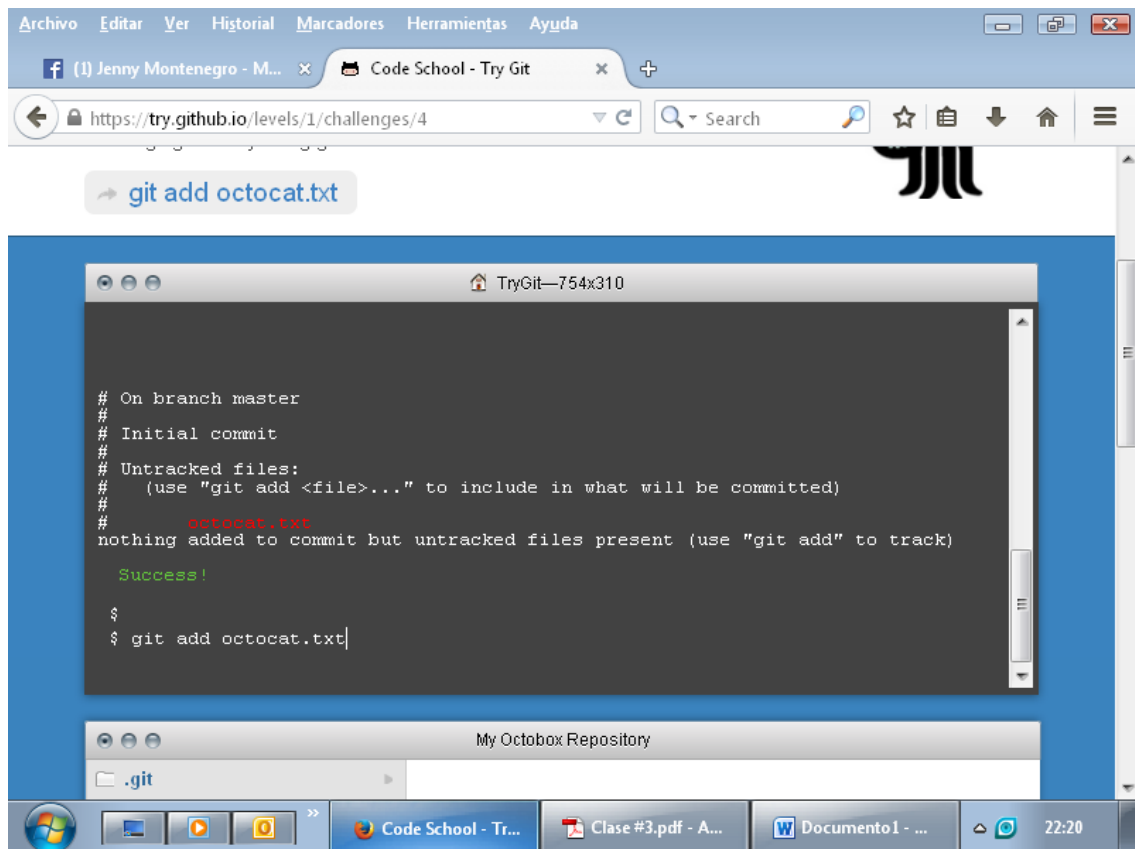 Archivo Editar Ver Historial Marcadores Herramientas Ayuda
(1) Jenny Montenegro - M... Code School - Try Git
https://try.github.io/levels/1/challenges/4 Search
git add octocat.txt
TryGit—754x310
# On branch master
#
# Initial commit
#
# Untracked files:
#   (use "git add <file>..." to include in what will be committed)
#
#       octocat.txt
nothing added to commit but untracked files present (use "git add" to track)
Success!
$
$ git add octocat.txt
My Octobox Repository
.git
Code School - Tr... Clase #3.pdf - A... Documento1 - ... 22:20